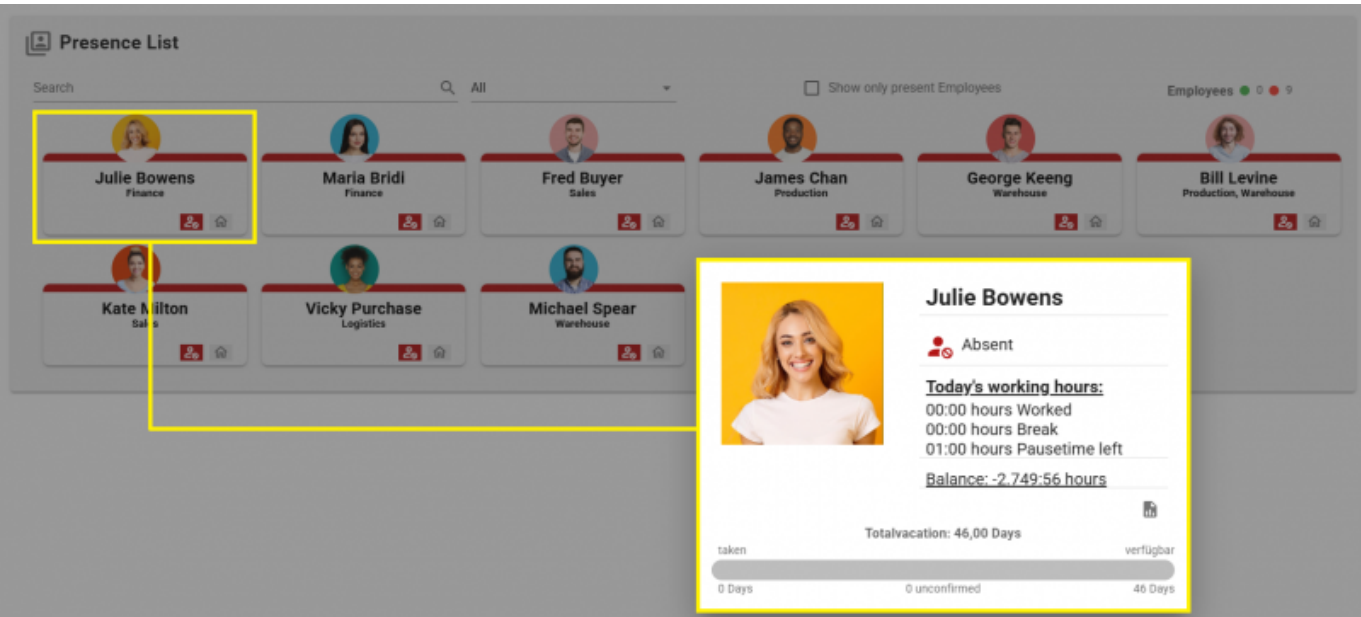 Presence List
Search
All
Show only present Employees
Employees 0 9
Julie Bowens
Finance
Maria Bridi
Finance
Fred Buyer
Sales
James Chan
Production
George Keeng
Warehouse
Bill Levine
Production, Warehouse
Kate Milton
Sales
Vicky Purchase
Logistics
Michael Spear
Warehouse
Julie Bowens
Absent
Today's working hours:
00:00 hours Worked
00:00 hours Break
01:00 hours Pausetime left
Balance: -2.749:56 hours
Totalvacation: 46,00 Days
taken verfügbar
0 Days 0 unconfirmed 46 Days